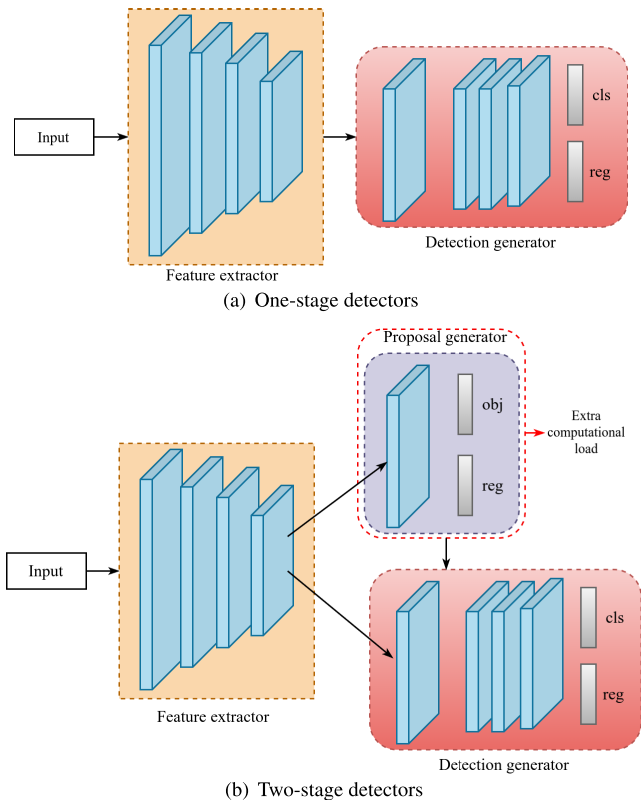 Input
cls
reg
Detection generator
Feature extractor
(a) One-stage detectors
Proposal generator
obj
reg
Extra
computational
load
Input
cls
reg
Feature extractor
Detection generator
(b) Two-stage detectors